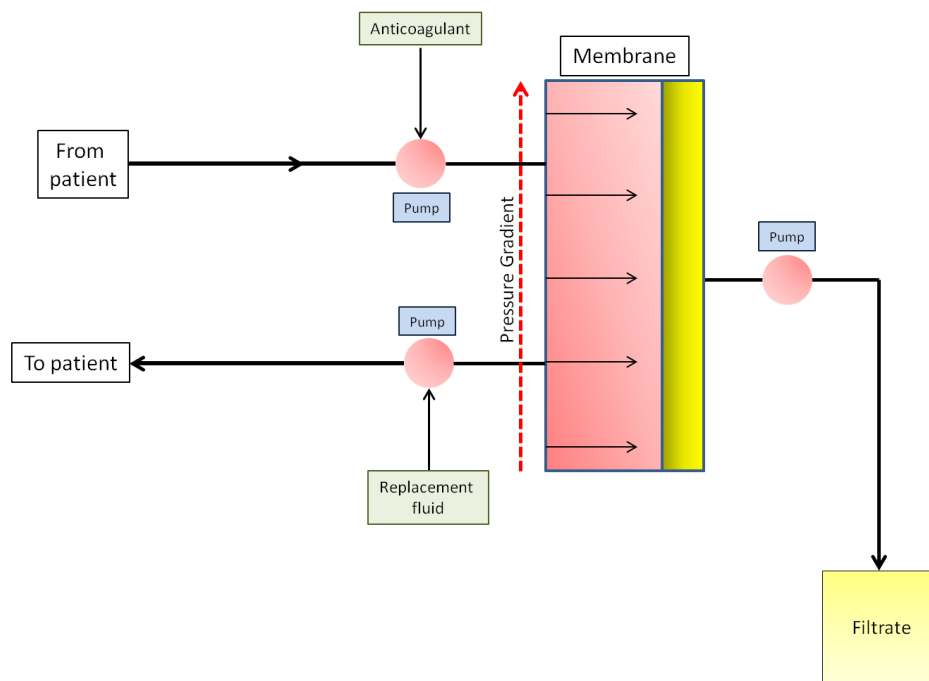 Anticoagulant
Membrane
From
patient
Pump
Pressure Gradient
Pump
Pump
To patient
Replacement
fluid
Filtrate